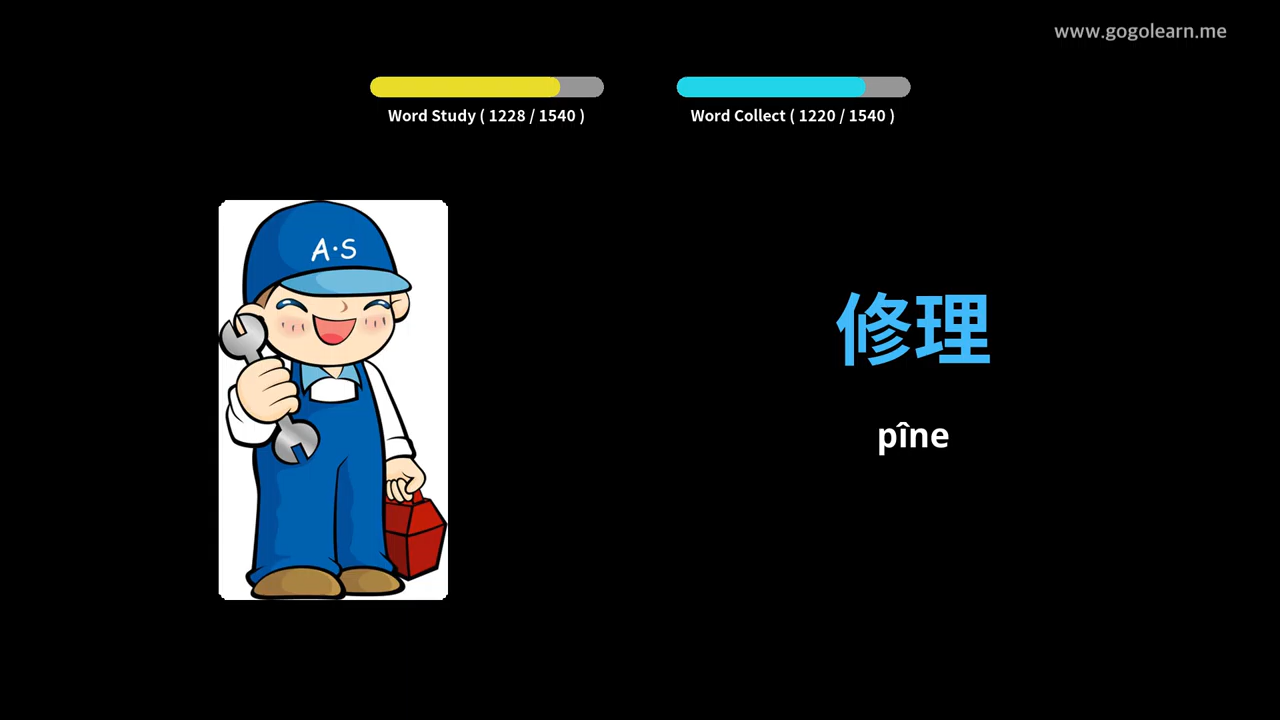 www.gogolearn.me
Word Study ( 1228 / 1540 )
Word Collect ( 1220 / 1540 )
A·S
修理
pîne